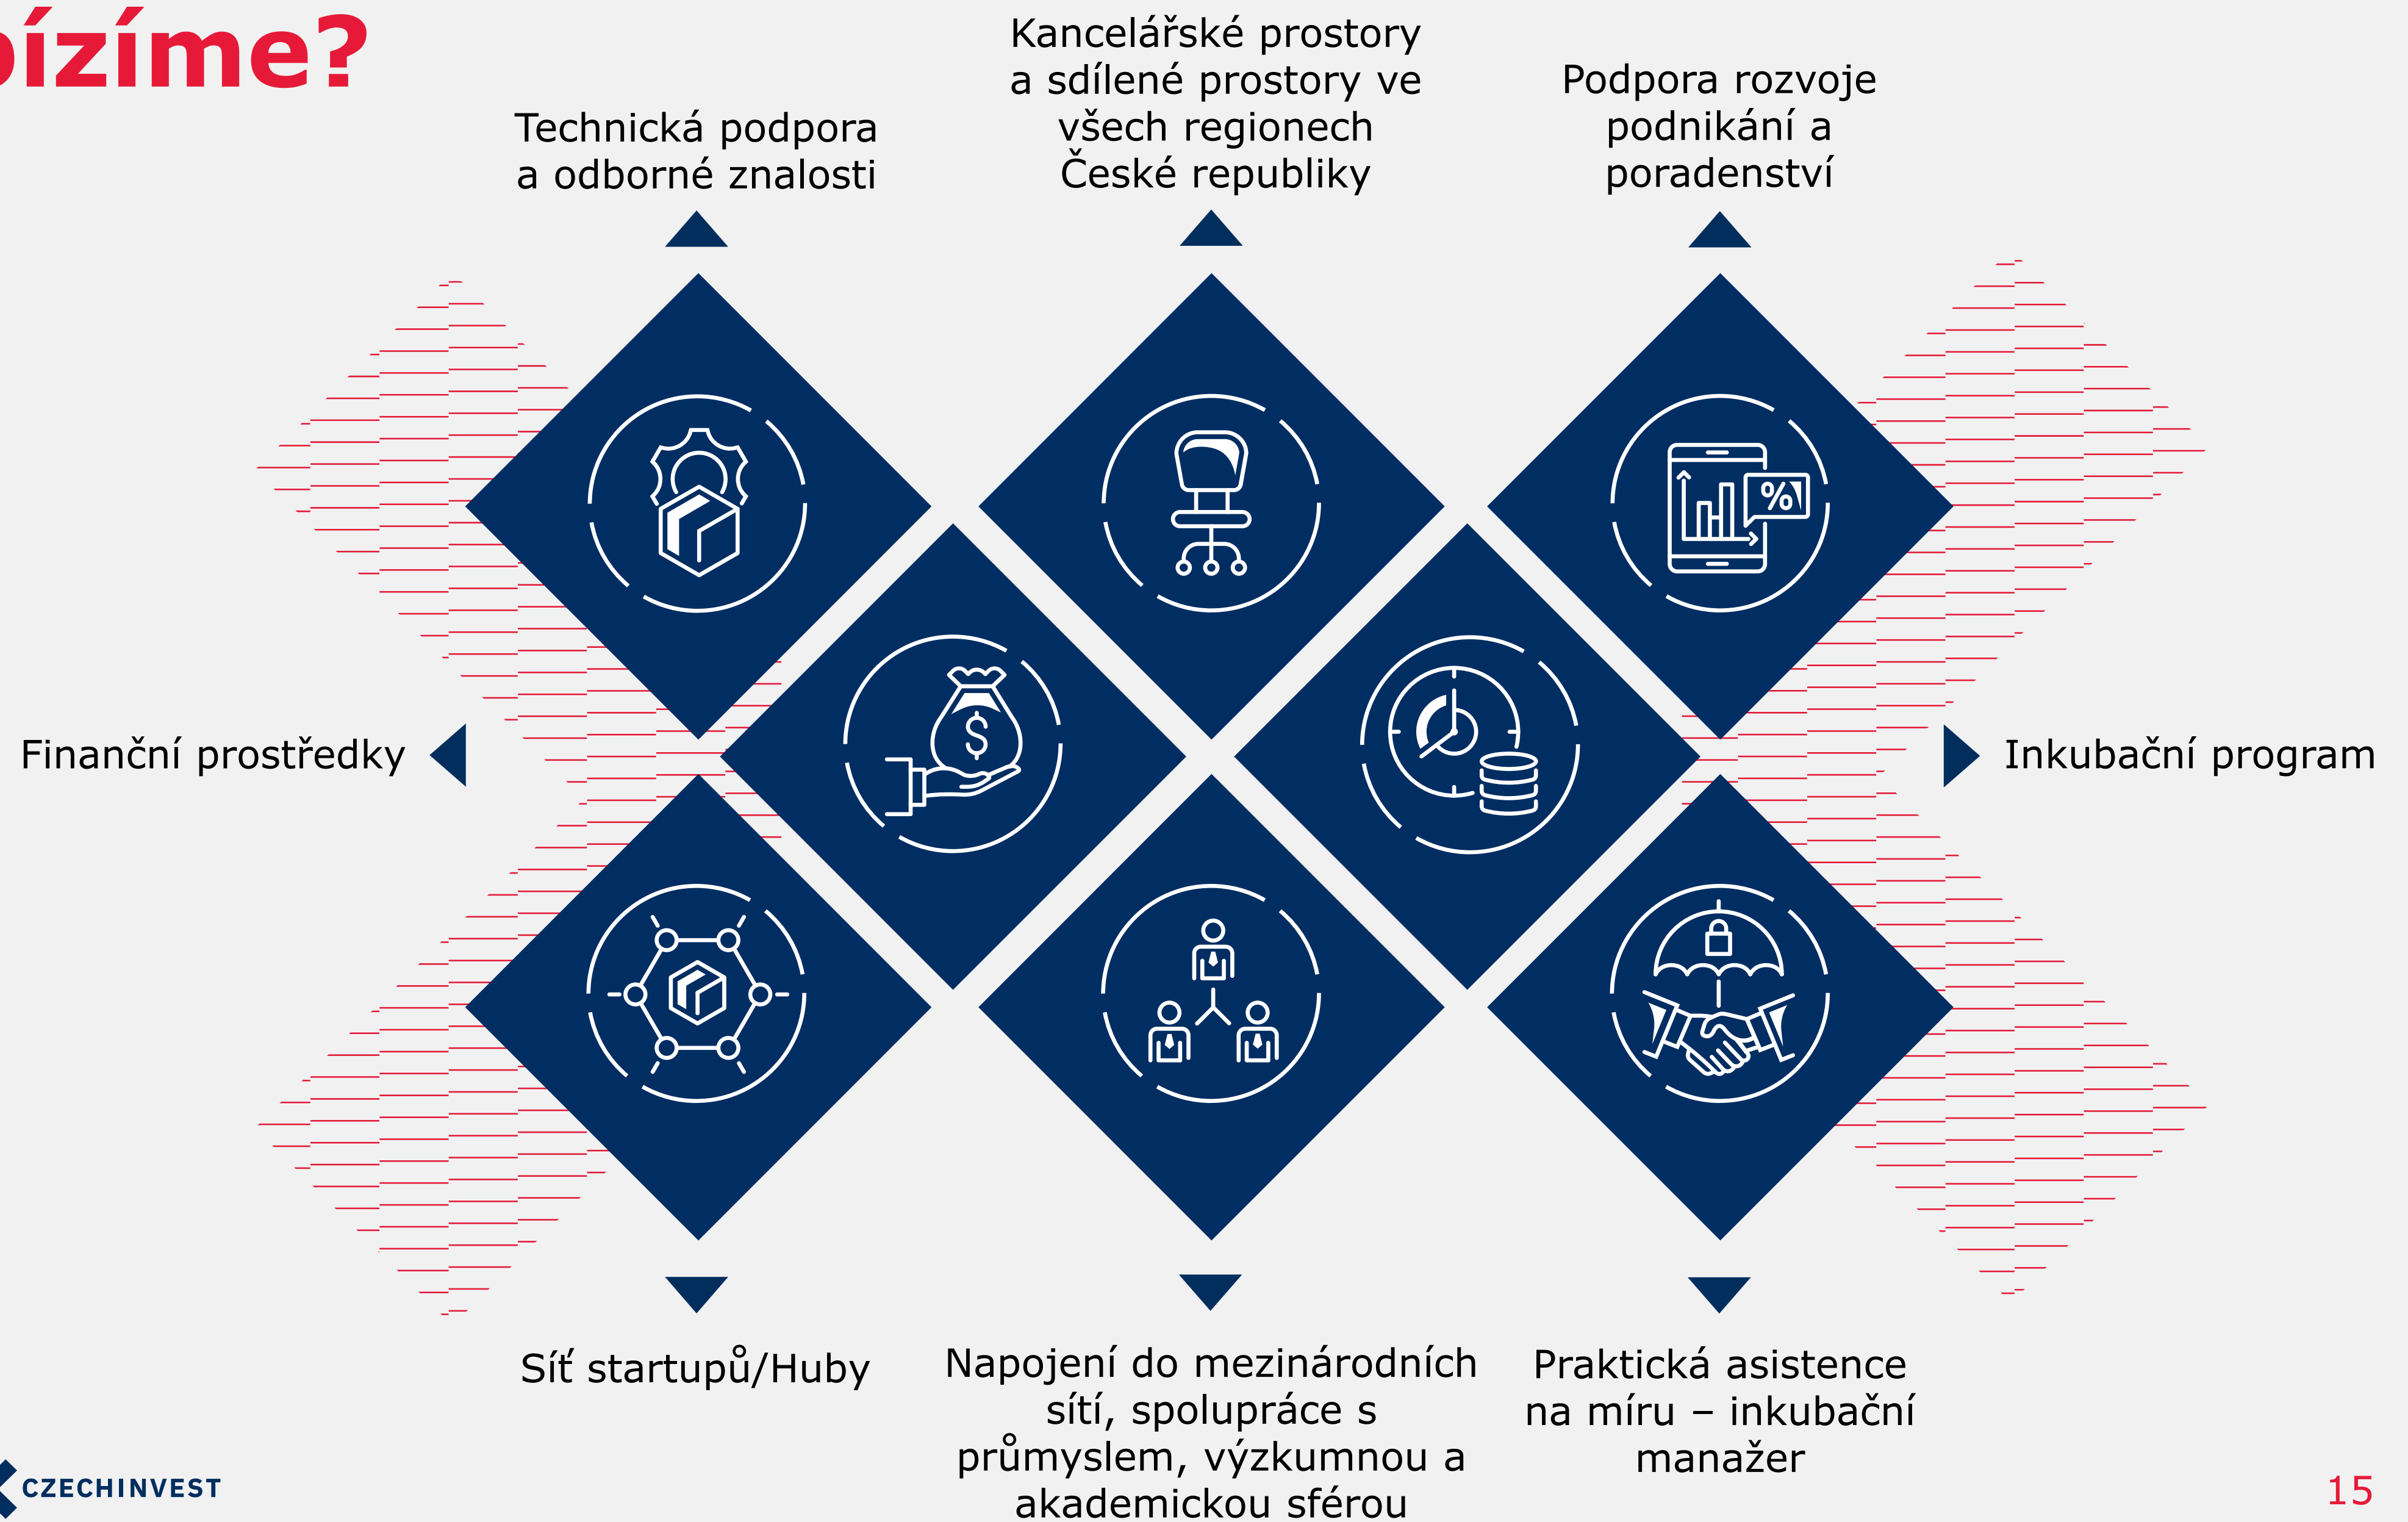 bízíme?
Technická podpora
a odborné znalosti
Kancelářské prostory
a sdílené prostory ve
všech regionech
České republiky
Podpora rozvoje
podnikání a
poradenství
%
$
Finanční prostředky
Inkubační program
Síť startupů/Huby
Napojení do mezinárodních
sítí, spolupráce s
průmyslem, výzkumnou a
akademickou sférou
Praktická asistence
na míru – inkubační
manažer
CZECHINVEST
15